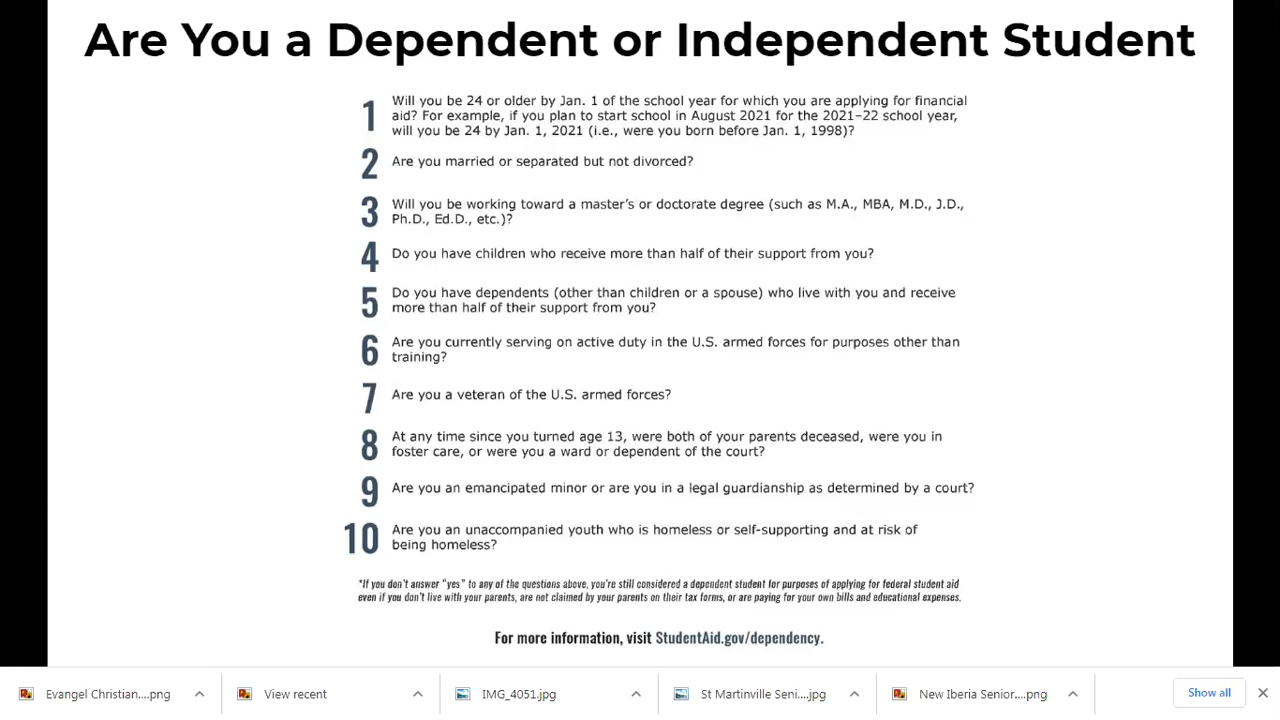 Are You a Dependent or Independent Student
1 Will you be 24 or older by Jan. 1 of the school year for which you are applying for financial
aid? For example, if you plan to start school in August 2021 for the 2021–22 school year,
will you be 24 by Jan. 1, 2021 (i.e., were you born before Jan. 1, 1998)?
2 Are you married or separated but not divorced?
3 Will you be working toward a master's or doctorate degree (such as M.A., MBA, M.D., J.D.,
Ph.D., Ed.D., etc.)?
4 Do you have children who receive more than half of their support from you?
5 Do you have dependents (other than children or a spouse) who live with you and receive
more than half of their support from you?
6 Are you currently serving on active duty in the U.S. armed forces for purposes other than
training?
7 Are you a veteran of the U.S. armed forces?
8 At any time since you turned age 13, were both of your parents deceased, were you in
foster care, or were you a ward or dependent of the court?
9 Are you an emancipated minor or are you in a legal guardianship as determined by a court?
10 Are you an unaccompanied youth who is homeless or self-supporting and at risk of
being homeless?
*If you don't answer "yes" to any of the questions above, you're still considered a dependent student for purposes of applying for federal student aid
even if you don't live with your parents, are not claimed by your parents on their tax forms, or are paying for your own bills and educational expenses.
For more information, visit StudentAid.gov/dependency.
Evangel Christian....png View recent IMG_4051.jpg St Martinville Seni....jpg New Iberia Senior....png Show all